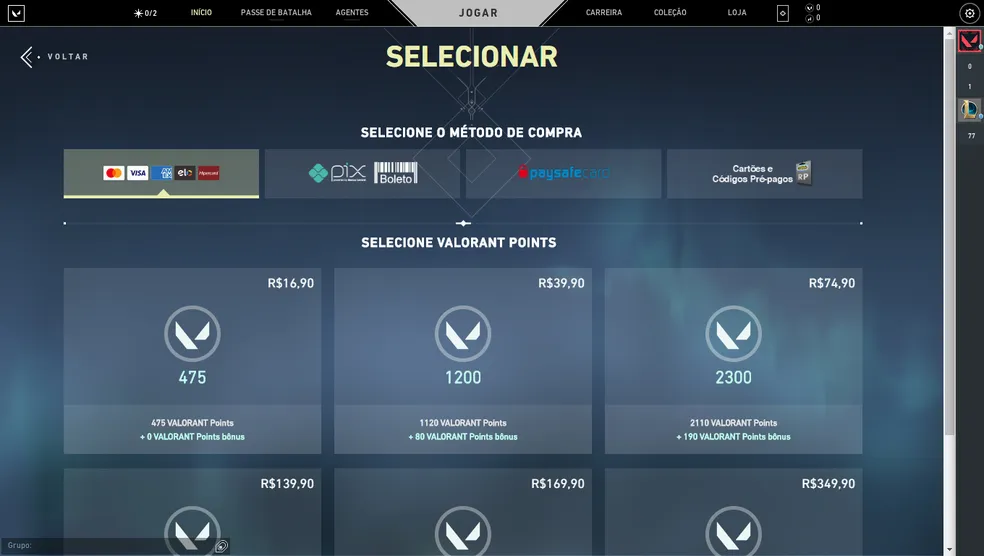 0/2
INÍCIO
PASSE DE BATALHA
AGENTES
JOGAR
CARREIRA
COLEÇÃO
LOJA
0
0
VOLTAR
SELECIONAR
0
1
77
SELECIONE O MÉTODO DE COMPRA
VISA
elo
Hipercard
pix
Boleto
paysafecard
Cartões e
Códigos Pré-pagos
RP
SELECIONE VALORANT POINTS
R$16,90
475
475 VALORANT Points
+ 0 VALORANT Points bônus
R$39,90
1200
1120 VALORANT Points
+ 80 VALORANT Points bônus
R$74,90
2300
2110 VALORANT Points
+ 190 VALORANT Points bônus
R$139,90
R$169,90
R$349,90
Grupo: